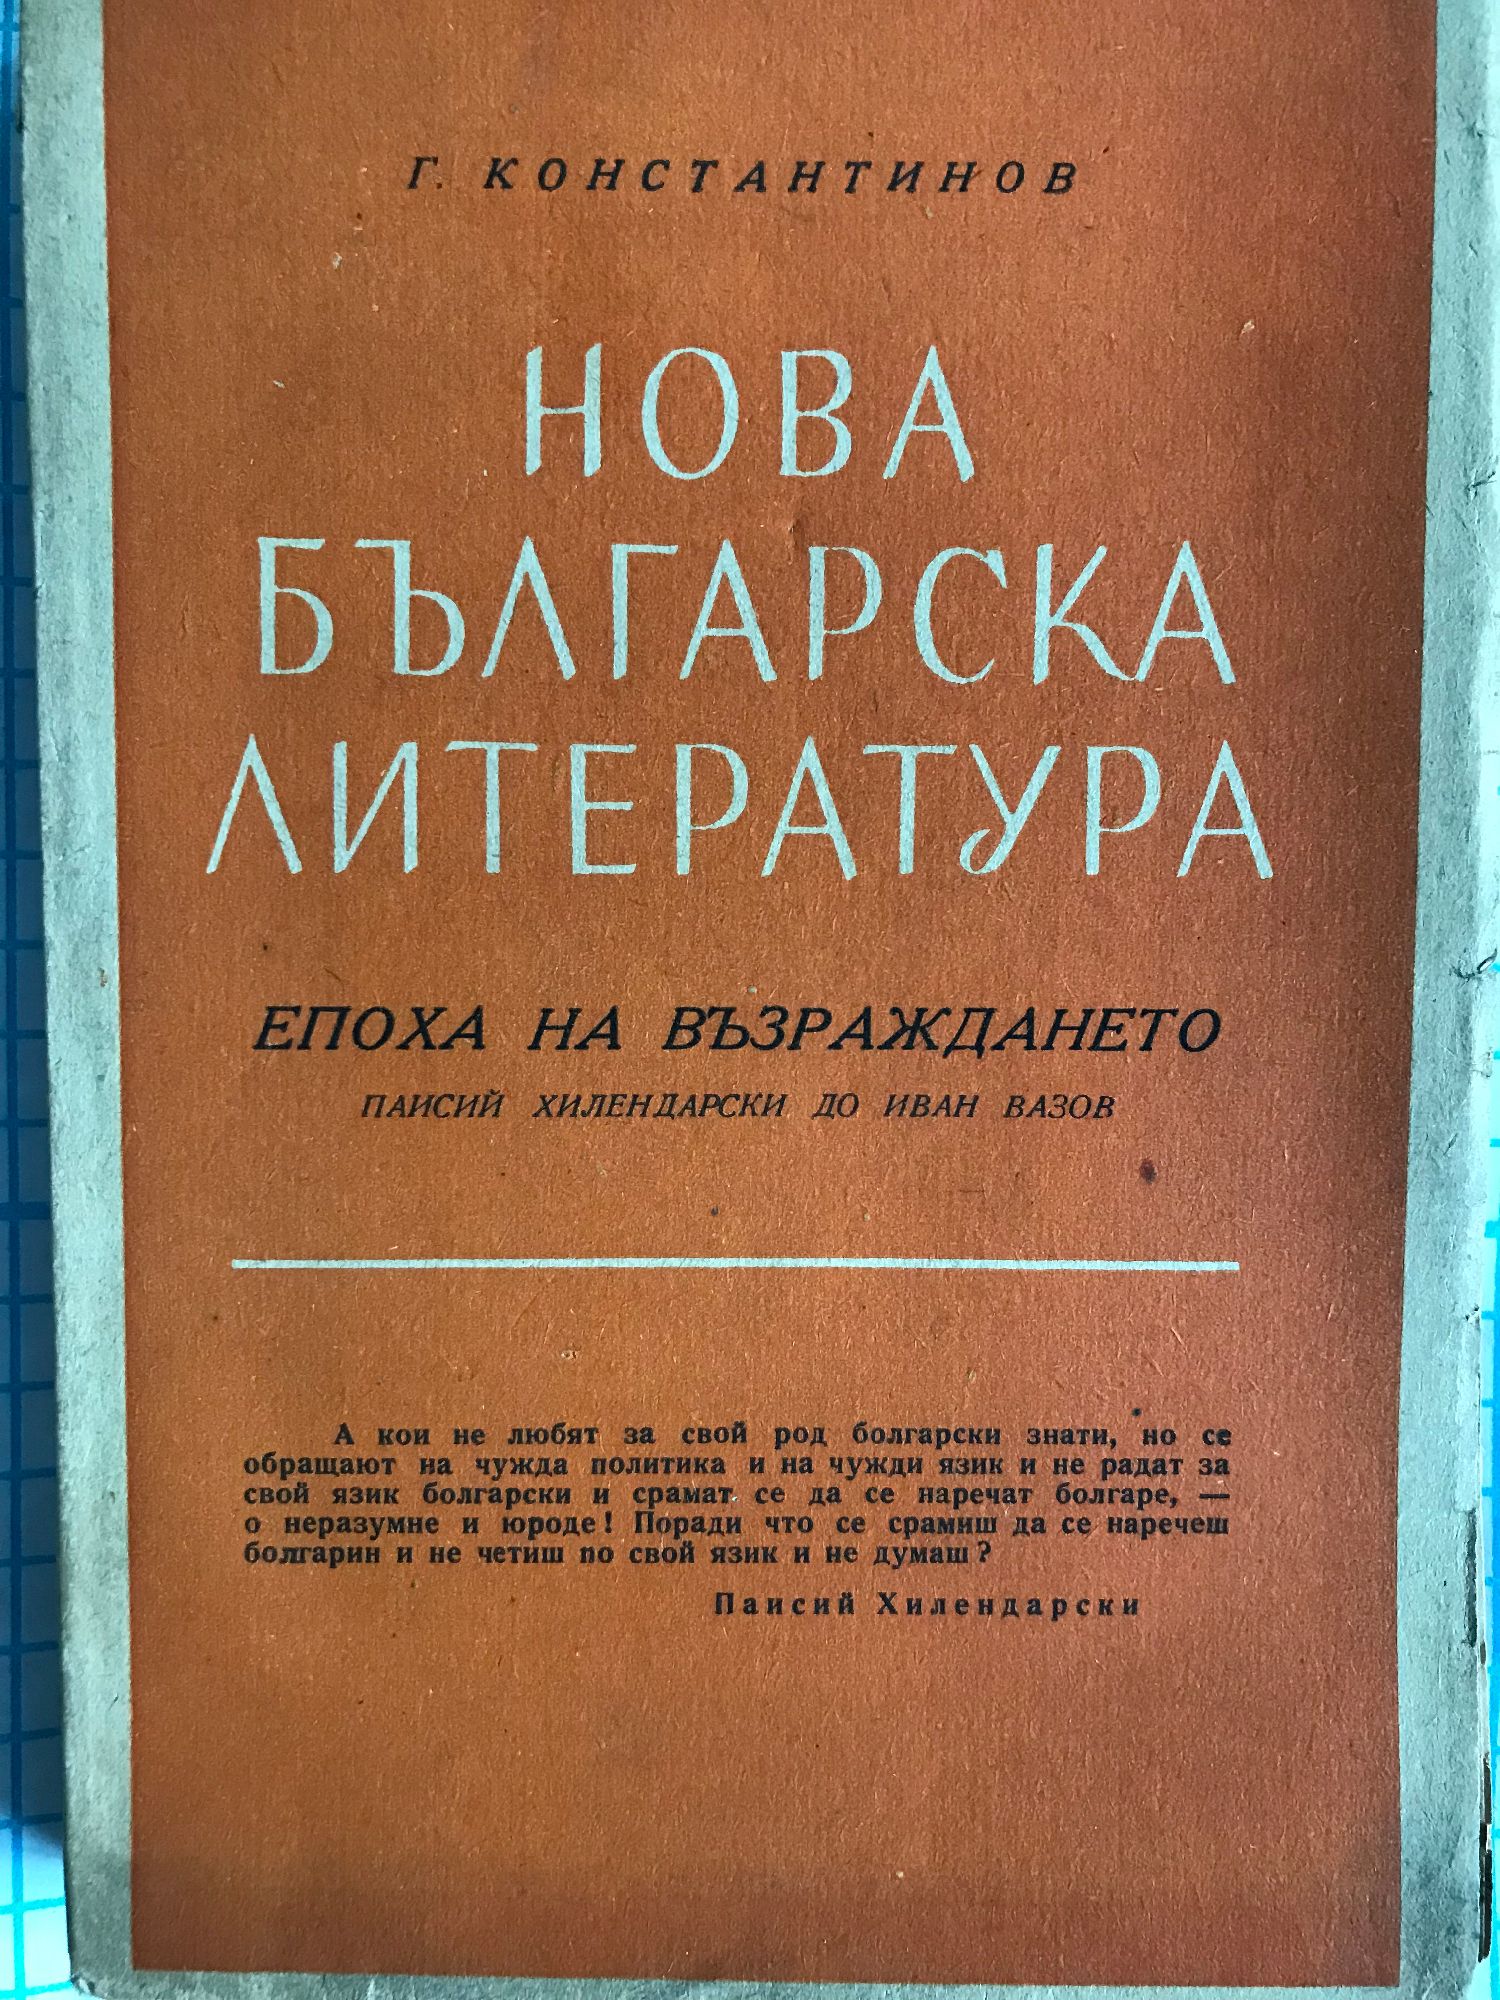 Г. КОНСТАНТИНОВ
НОВА
БЪЛГАРСКА
ЛИТЕРАТУРА
ЕПОХА НА ВЪЗРАЖДАНЕТО
ПАИСИЙ ХИЛЕНДАРСКИ ДО ИВАН ВАЗОВ
А кои не любят за свой род болгарски знати, но се
обращают на чужда политика и на чужди язик и не радат за
свой язик болгарски и срамат се да се наречат болгаре, —
о неразумне и юроде! Поради что се срамиш да се наречеш
болгарин и не четиш по свой язик и не думаш?
Паисий Хилендарски